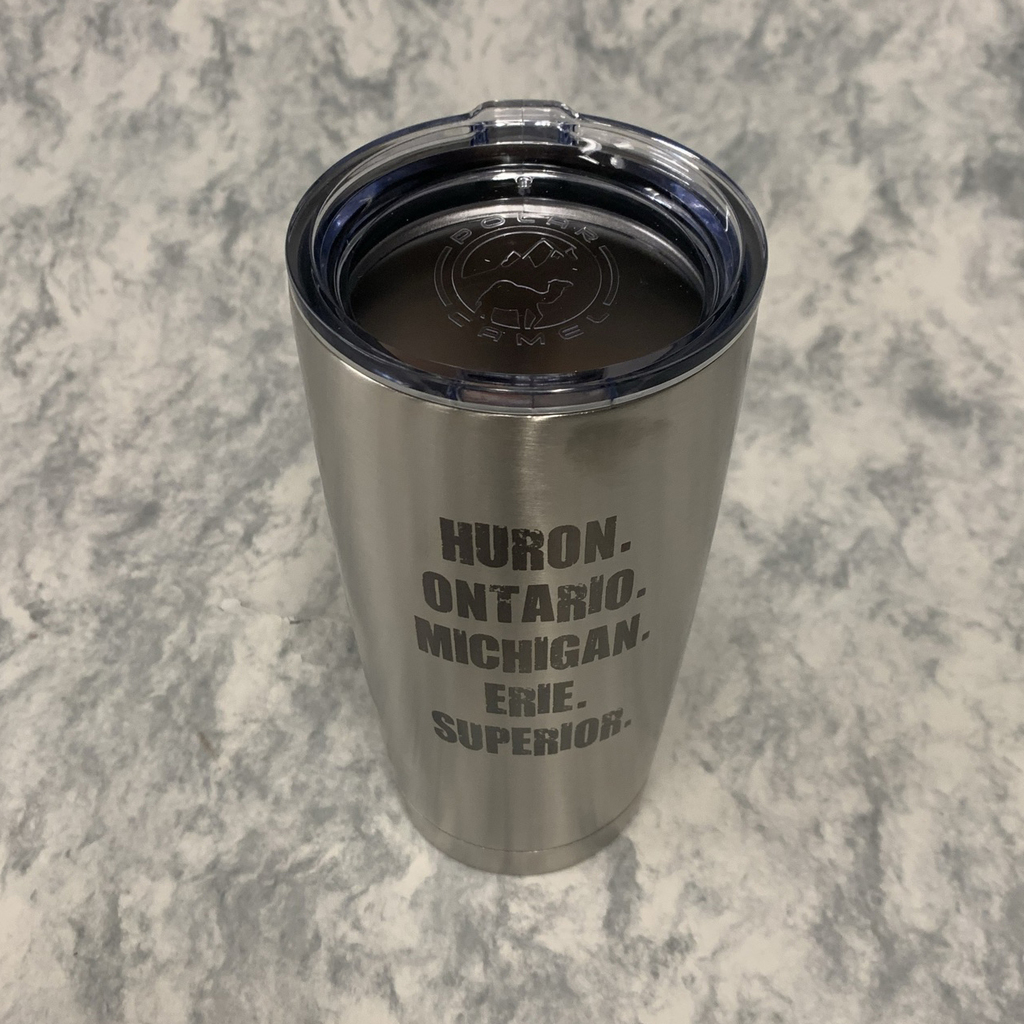 POLAR
CAMEL
HURON.
ONTARIO.
MICHIGAN.
ERIE.
SUPERIOR.